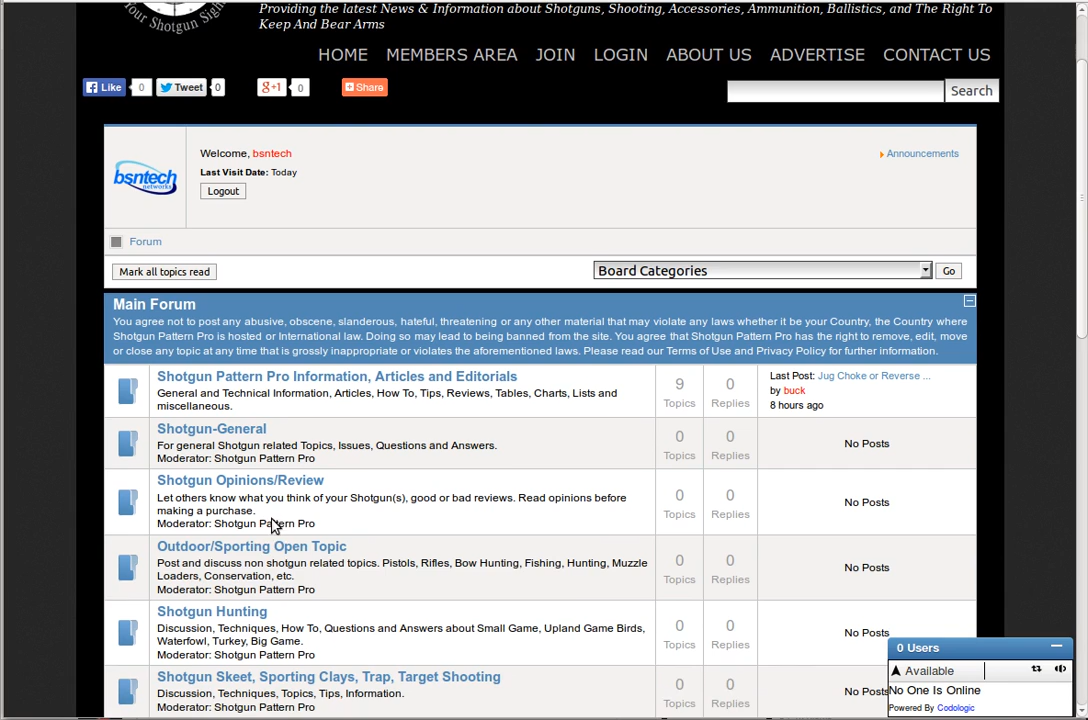 Your Shotgun Sigh
Providing the latest News & Information about Shotguns, Shooting, Accessories, Ammunition, Ballistics, and The Right To
Keep And Bear Arms
HOME MEMBERS AREA JOIN LOGIN ABOUT US ADVERTISE CONTACT US
Like 0 Tweet 0 g+1 0 Share
Search
bsntech
networks
Welcome, bsntech
Last Visit Date: Today
Logout
Announcements
Forum
Mark all topics read
Board Categories
Go
Main Forum
You agree not to post any abusive, obscene, slanderous, hateful, threatening or any other material that may violate any laws whether it be your Country, the Country where
Shotgun Pattern Pro is hosted or International law. Doing so may lead to being banned from the site. You agree that Shotgun Pattern Pro has the right to remove, edit, move
or close any topic at any time that is grossly inappropriate or violates the aforementioned laws. Please read our Terms of Use and Privacy Policy for further information.
Shotgun Pattern Pro Information, Articles and Editorials
General and Technical Information, Articles, How To, Tips, Reviews, Tables, Charts, Lists and
miscellaneous.
9 Topics
0 Replies
Last Post: Jug Choke or Reverse ...
by buck
8 hours ago
Shotgun-General
For general Shotgun related Topics, Issues, Questions and Answers.
Moderator: Shotgun Pattern Pro
0 Topics
0 Replies
No Posts
Shotgun Opinions/Review
Let others know what you think of your Shotgun(s), good or bad reviews. Read opinions before
making a purchase.
Moderator: Shotgun Pattern Pro
0 Topics
0 Replies
No Posts
Outdoor/Sporting Open Topic
Post and discuss non shotgun related topics. Pistols, Rifles, Bow Hunting, Fishing, Hunting, Muzzle
Loaders, Conservation, etc.
Moderator: Shotgun Pattern Pro
0 Topics
0 Replies
No Posts
Shotgun Hunting
Discussion, Techniques, How To, Questions and Answers about Small Game, Upland Game Birds,
Waterfowl, Turkey, Big Game.
Moderator: Shotgun Pattern Pro
0 Topics
0 Replies
No Posts
Shotgun Skeet, Sporting Clays, Trap, Target Shooting
Discussion, Techniques, Topics, Tips, Information.
Moderator: Shotgun Pattern Pro
0 Topics
0 Replies
No Posts
0 Users
Available
No One Is Online
Powered By Codologic